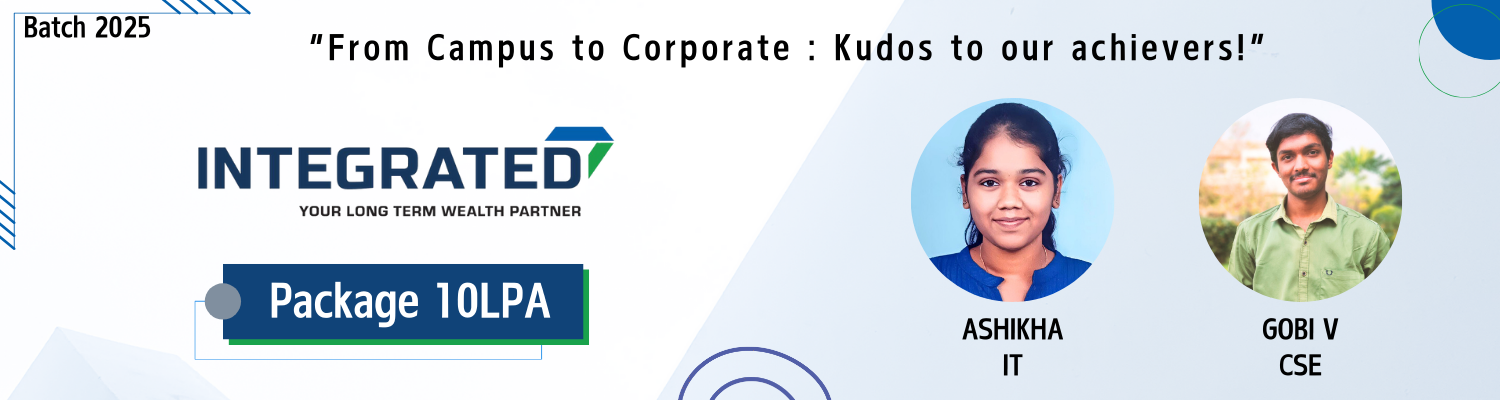 Batch 2025
"From Campus to Corporate : Kudos to our achievers!"
INTEGRATED
YOUR LONG TERM WEALTH PARTNER
Package 10LPA
ASHIKHA
IT
GOBI V
CSE